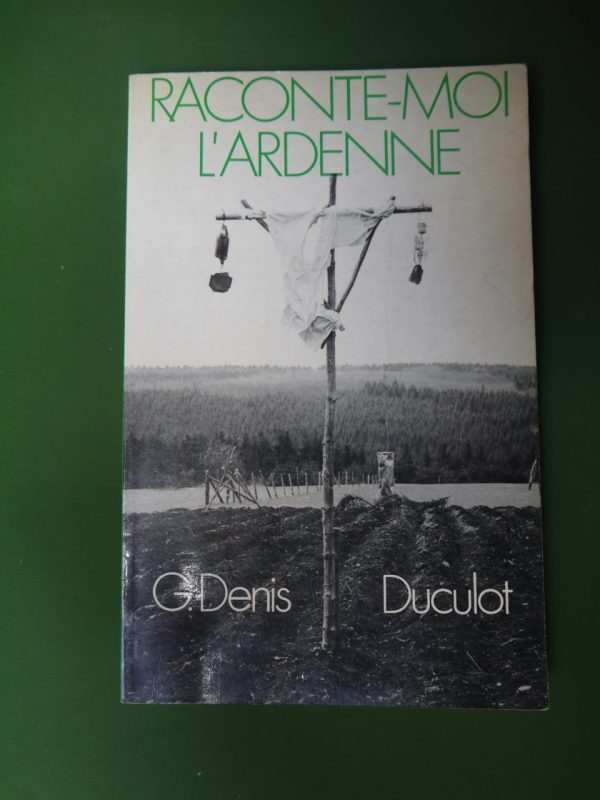 RACONTE-MOI
L'ARDENNE
G. Denis Duculot